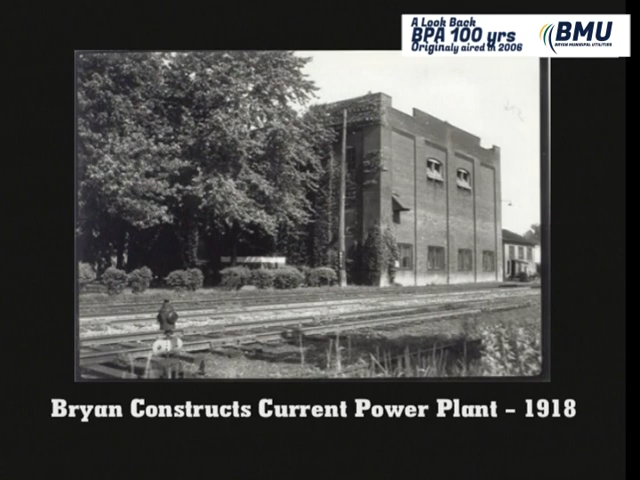 A Look Back
BPA 100 yrs
Originaly aired in 2006
BMU
BRYAN MUNICIPAL UTILITIES
Bryan Constructs Current Power Plant – 1918